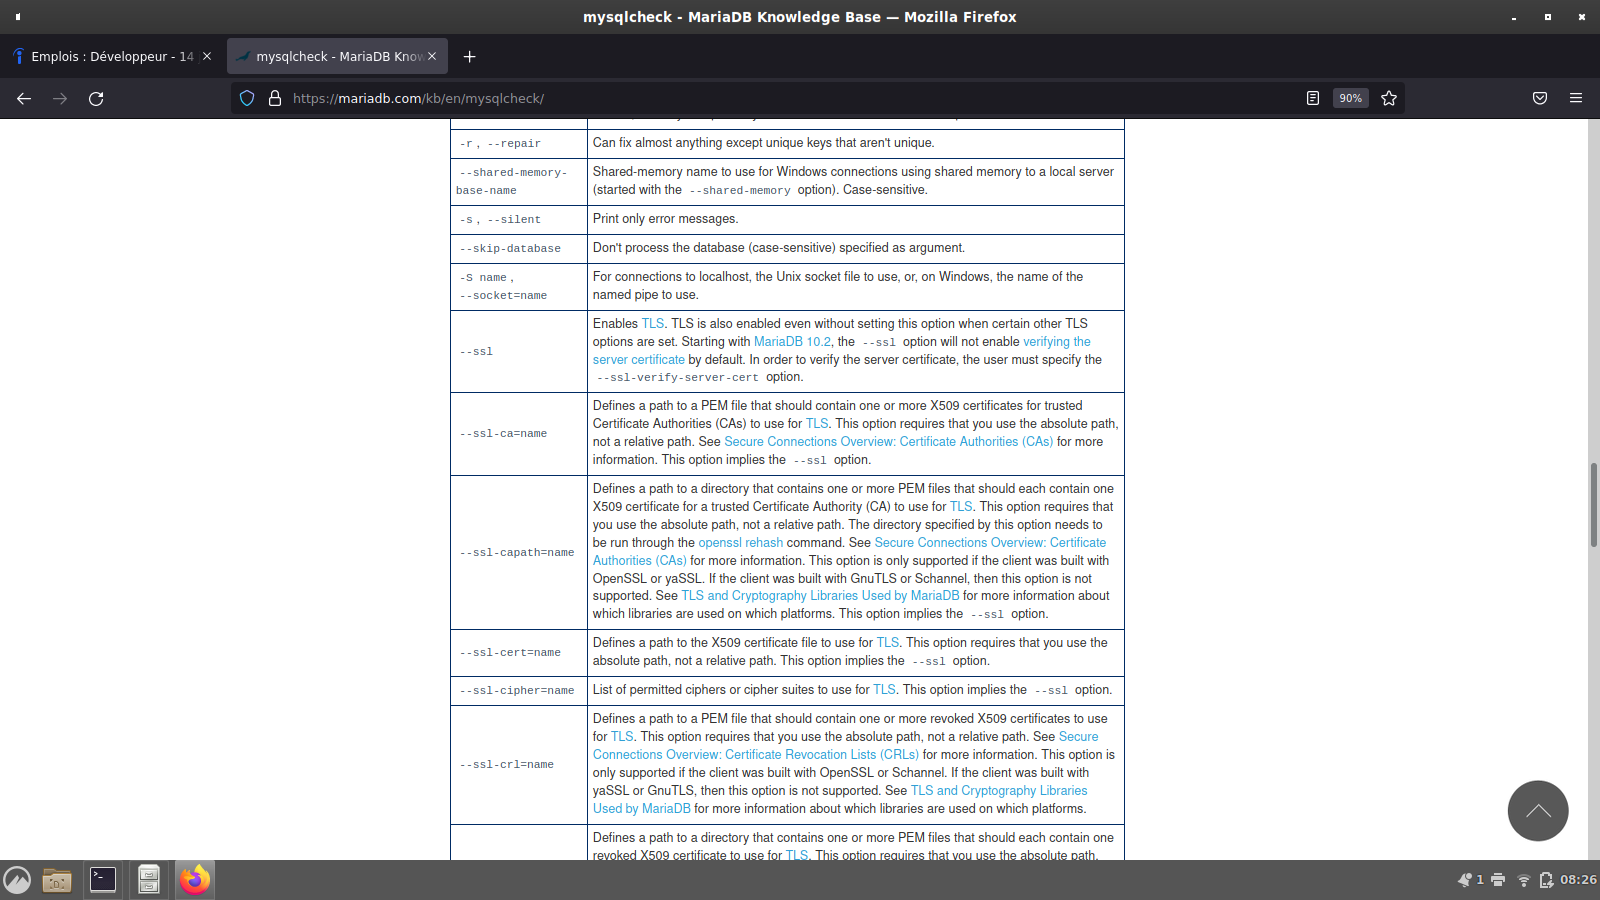 mysqlcheck - MariaDB Knowledge Base — Mozilla Firefox
Emplois : Développeur - 14
mysqlcheck - MariaDB Know
https://mariadb.com/kb/en/mysqlcheck/
90%
-r , --repair
Can fix almost anything except unique keys that aren't unique.
--shared-memory-
base-name
Shared-memory name to use for Windows connections using shared memory to a local server
(started with the --shared-memory option). Case-sensitive.
-s , --silent
Print only error messages.
--skip-database
Don't process the database (case-sensitive) specified as argument.
-S name ,
--socket=name
For connections to localhost, the Unix socket file to use, or, on Windows, the name of the
named pipe to use.
--ssl
Enables TLS. TLS is also enabled even without setting this option when certain other TLS
options are set. Starting with MariaDB 10.2, the --ssl option will not enable verifying the
server certificate by default. In order to verify the server certificate, the user must specify the
--ssl-verify-server-cert option.
--ssl-ca=name
Defines a path to a PEM file that should contain one or more X509 certificates for trusted
Certificate Authorities (CAs) to use for TLS. This option requires that you use the absolute path,
not a relative path. See Secure Connections Overview: Certificate Authorities (CAs) for more
information. This option implies the --ssl option.
--ssl-capath=name
Defines a path to a directory that contains one or more PEM files that should each contain one
X509 certificate for a trusted Certificate Authority (CA) to use for TLS. This option requires that
you use the absolute path, not a relative path. The directory specified by this option needs to
be run through the openssl rehash command. See Secure Connections Overview: Certificate
Authorities (CAs) for more information. This option is only supported if the client was built with
OpenSSL or yaSSL. If the client was built with GnuTLS or Schannel, then this option is not
supported. See TLS and Cryptography Libraries Used by MariaDB for more information about
which libraries are used on which platforms. This option implies the --ssl option.
--ssl-cert=name
Defines a path to the X509 certificate file to use for TLS. This option requires that you use the
absolute path, not a relative path. This option implies the --ssl option.
--ssl-cipher=name
List of permitted ciphers or cipher suites to use for TLS. This option implies the --ssl option.
--ssl-crl=name
Defines a path to a PEM file that should contain one or more revoked X509 certificates to use
for TLS. This option requires that you use the absolute path, not a relative path. See Secure
Connections Overview: Certificate Revocation Lists (CRLs) for more information. This option is
only supported if the client was built with OpenSSL or Schannel. If the client was built with
yaSSL or GnuTLS, then this option is not supported. See TLS and Cryptography Libraries
Used by MariaDB for more information about which libraries are used on which platforms.
Defines a path to a directory that contains one or more PEM files that should each contain one
revoked X509 certificate to use for TLS. This option requires that you use the absolute path,
1
08:26